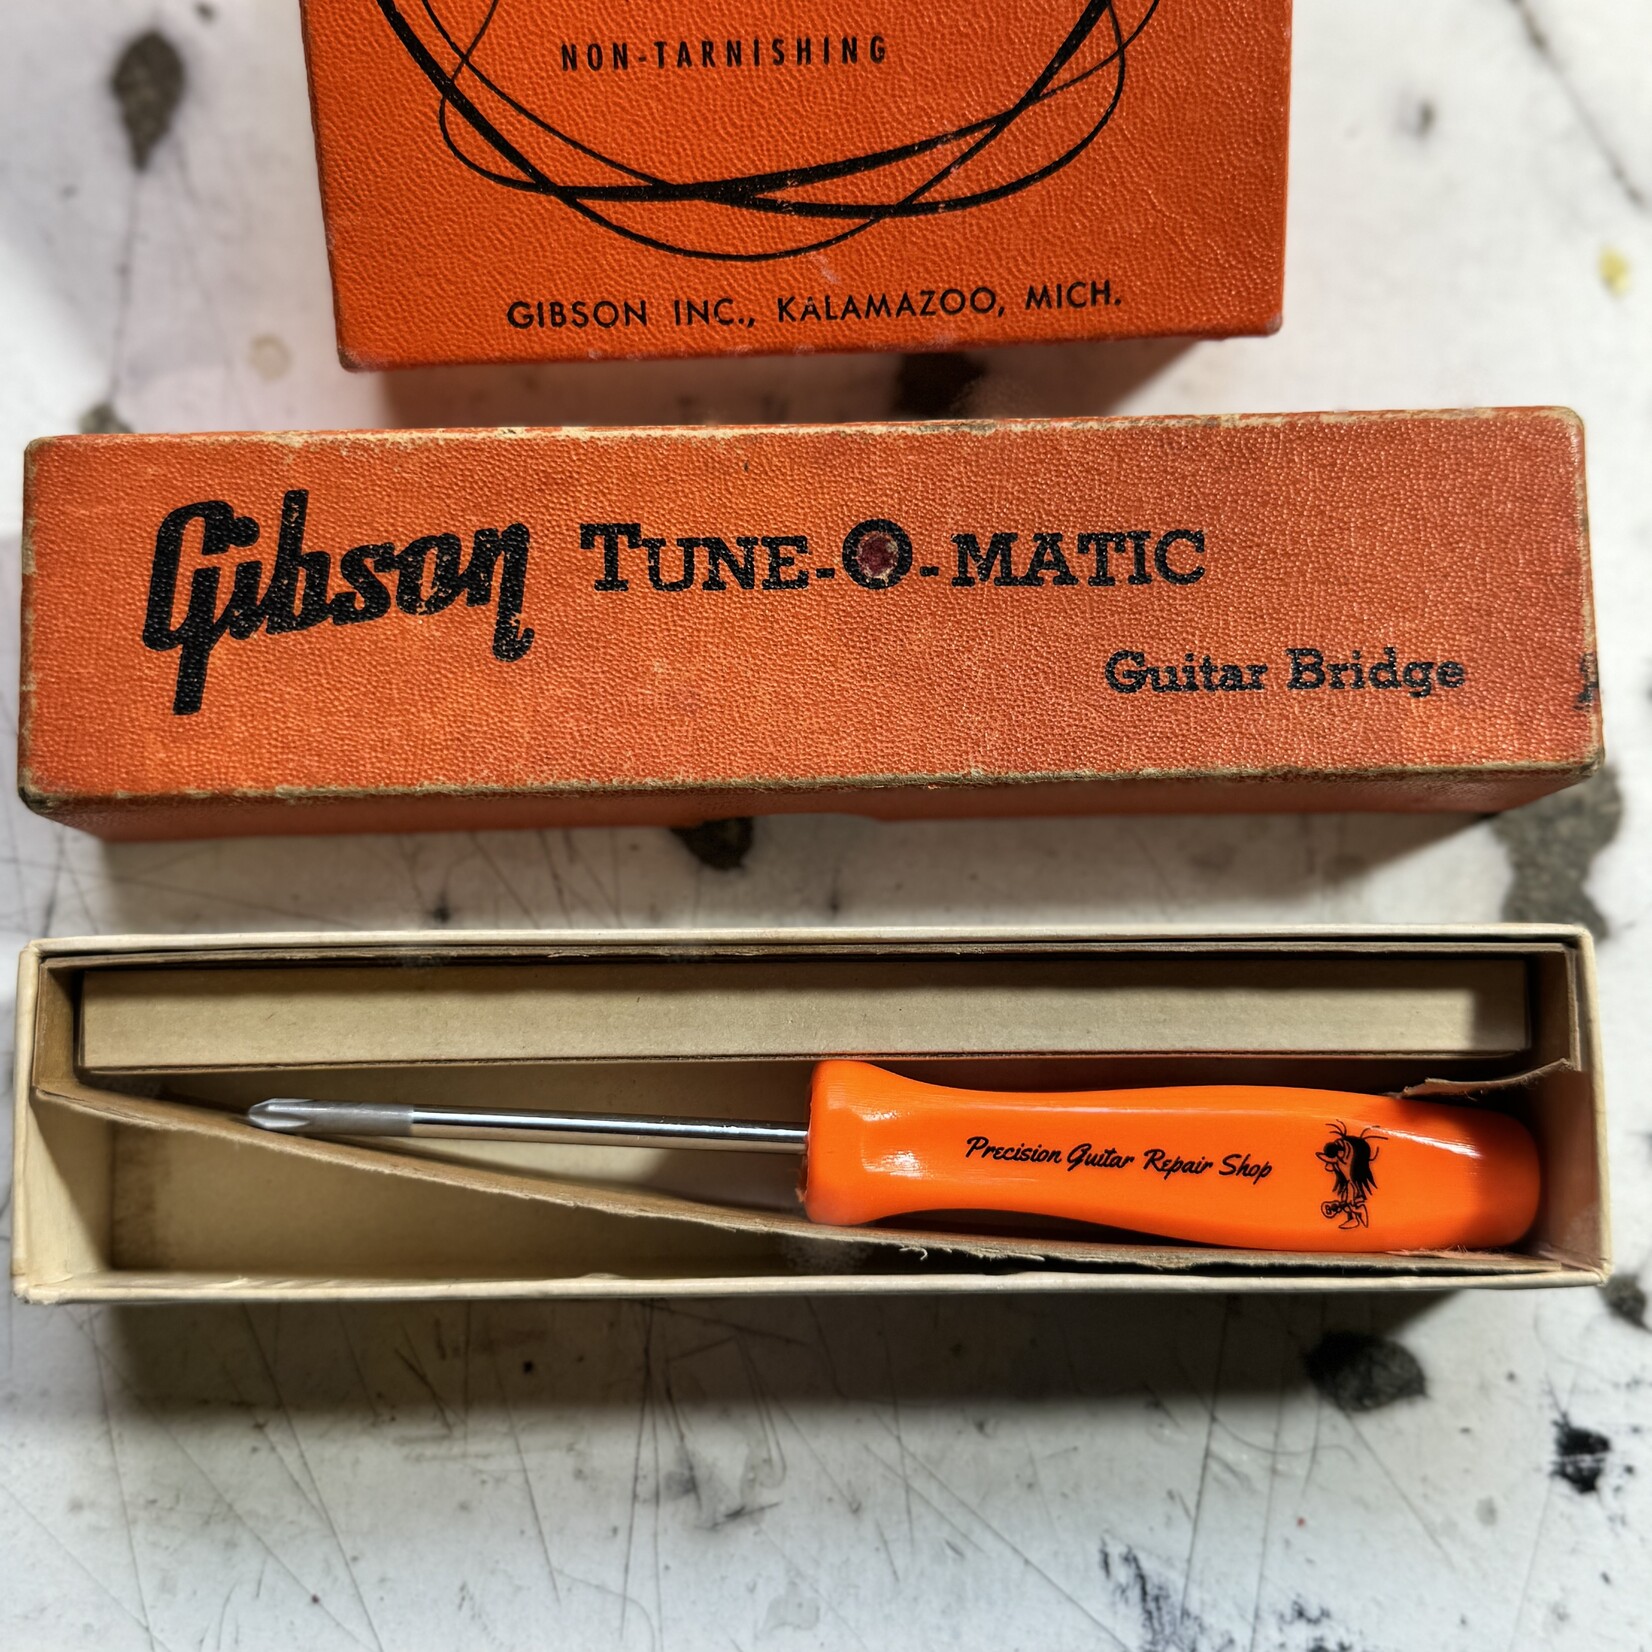 NON-TARNISHING
GIBSON INC., KALAMAZOO, MICH.
Gibson TUNE-O-MATIC
Guitar Bridge
Precision Guitar Repair Shop